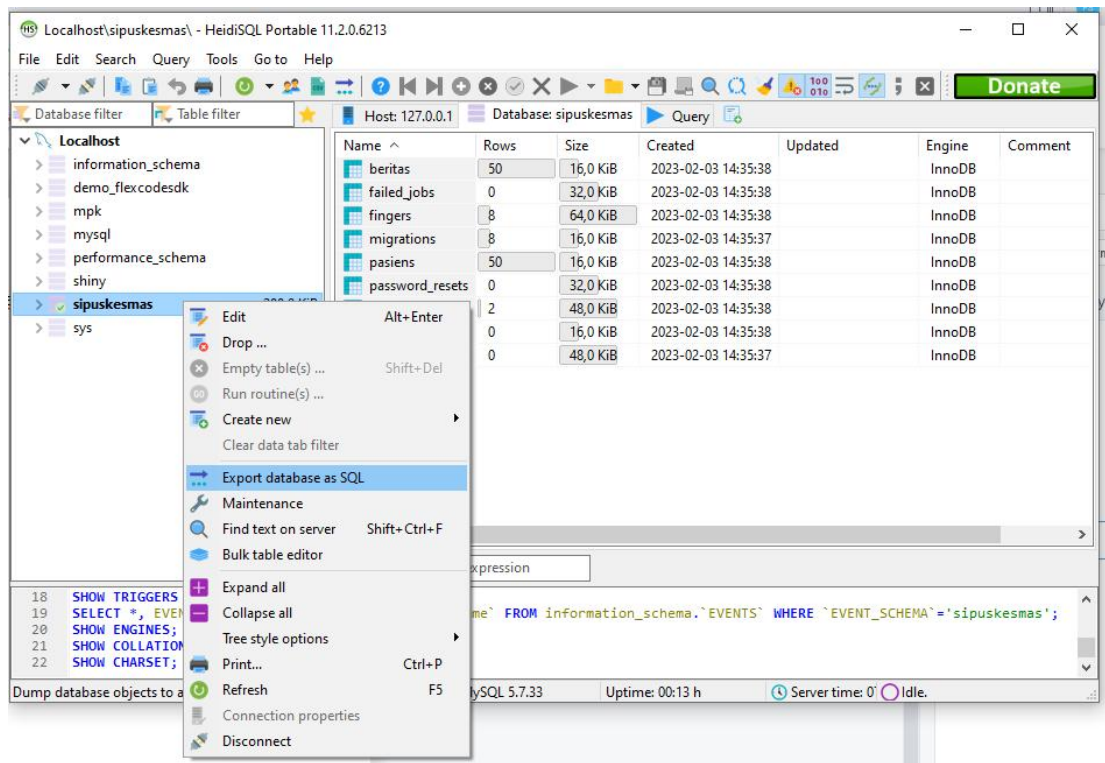 Localhost\sipuskesmas\ - HeidiSQL Portable 11.2.0.6213
File Edit Search Query Tools Go to Help
Donate
Database filter Table filter
Host: 127.0.0.1 Database: sipuskesmas Query
Localhost
information_schema
demo_flexcodesdk
mpk
mysql
performance_schema
shiny
sipuskesmas
sys
Name Rows Size Created Updated Engine Comment
beritas 50 16,0 KiB 2023-02-03 14:35:38 InnoDB
failed_jobs 0 32,0 KiB 2023-02-03 14:35:38 InnoDB
fingers 8 64,0 KiB 2023-02-03 14:35:38 InnoDB
migrations 8 16,0 KiB 2023-02-03 14:35:37 InnoDB
pasiens 50 16,0 KiB 2023-02-03 14:35:38 InnoDB
password_resets 0 32,0 KiB 2023-02-03 14:35:38 InnoDB
2 48,0 KiB 2023-02-03 14:35:38 InnoDB
0 16,0 KiB 2023-02-03 14:35:38 InnoDB
0 48,0 KiB 2023-02-03 14:35:37 InnoDB
Edit Alt+Enter
Drop ...
Empty table(s) ... Shift+Del
Run routine(s) ...
Create new
Clear data tab filter
Export database as SQL
Maintenance
Find text on server Shift+Ctrl+F
Bulk table editor
Expand all
Collapse all
Tree style options
Print... Ctrl+P
Refresh F5
Connection properties
Disconnect
xpression
18 SHOW TRIGGERS
19 SELECT *, EVEN me` FROM information_schema.`EVENTS` WHERE `EVENT_SCHEMA`='sipuskesmas';
20 SHOW ENGINES;
21 SHOW COLLATION
22 SHOW CHARSET;
Dump database objects to a ySQL 5.7.33 Uptime: 00:13 h Server time: 0 Idle.